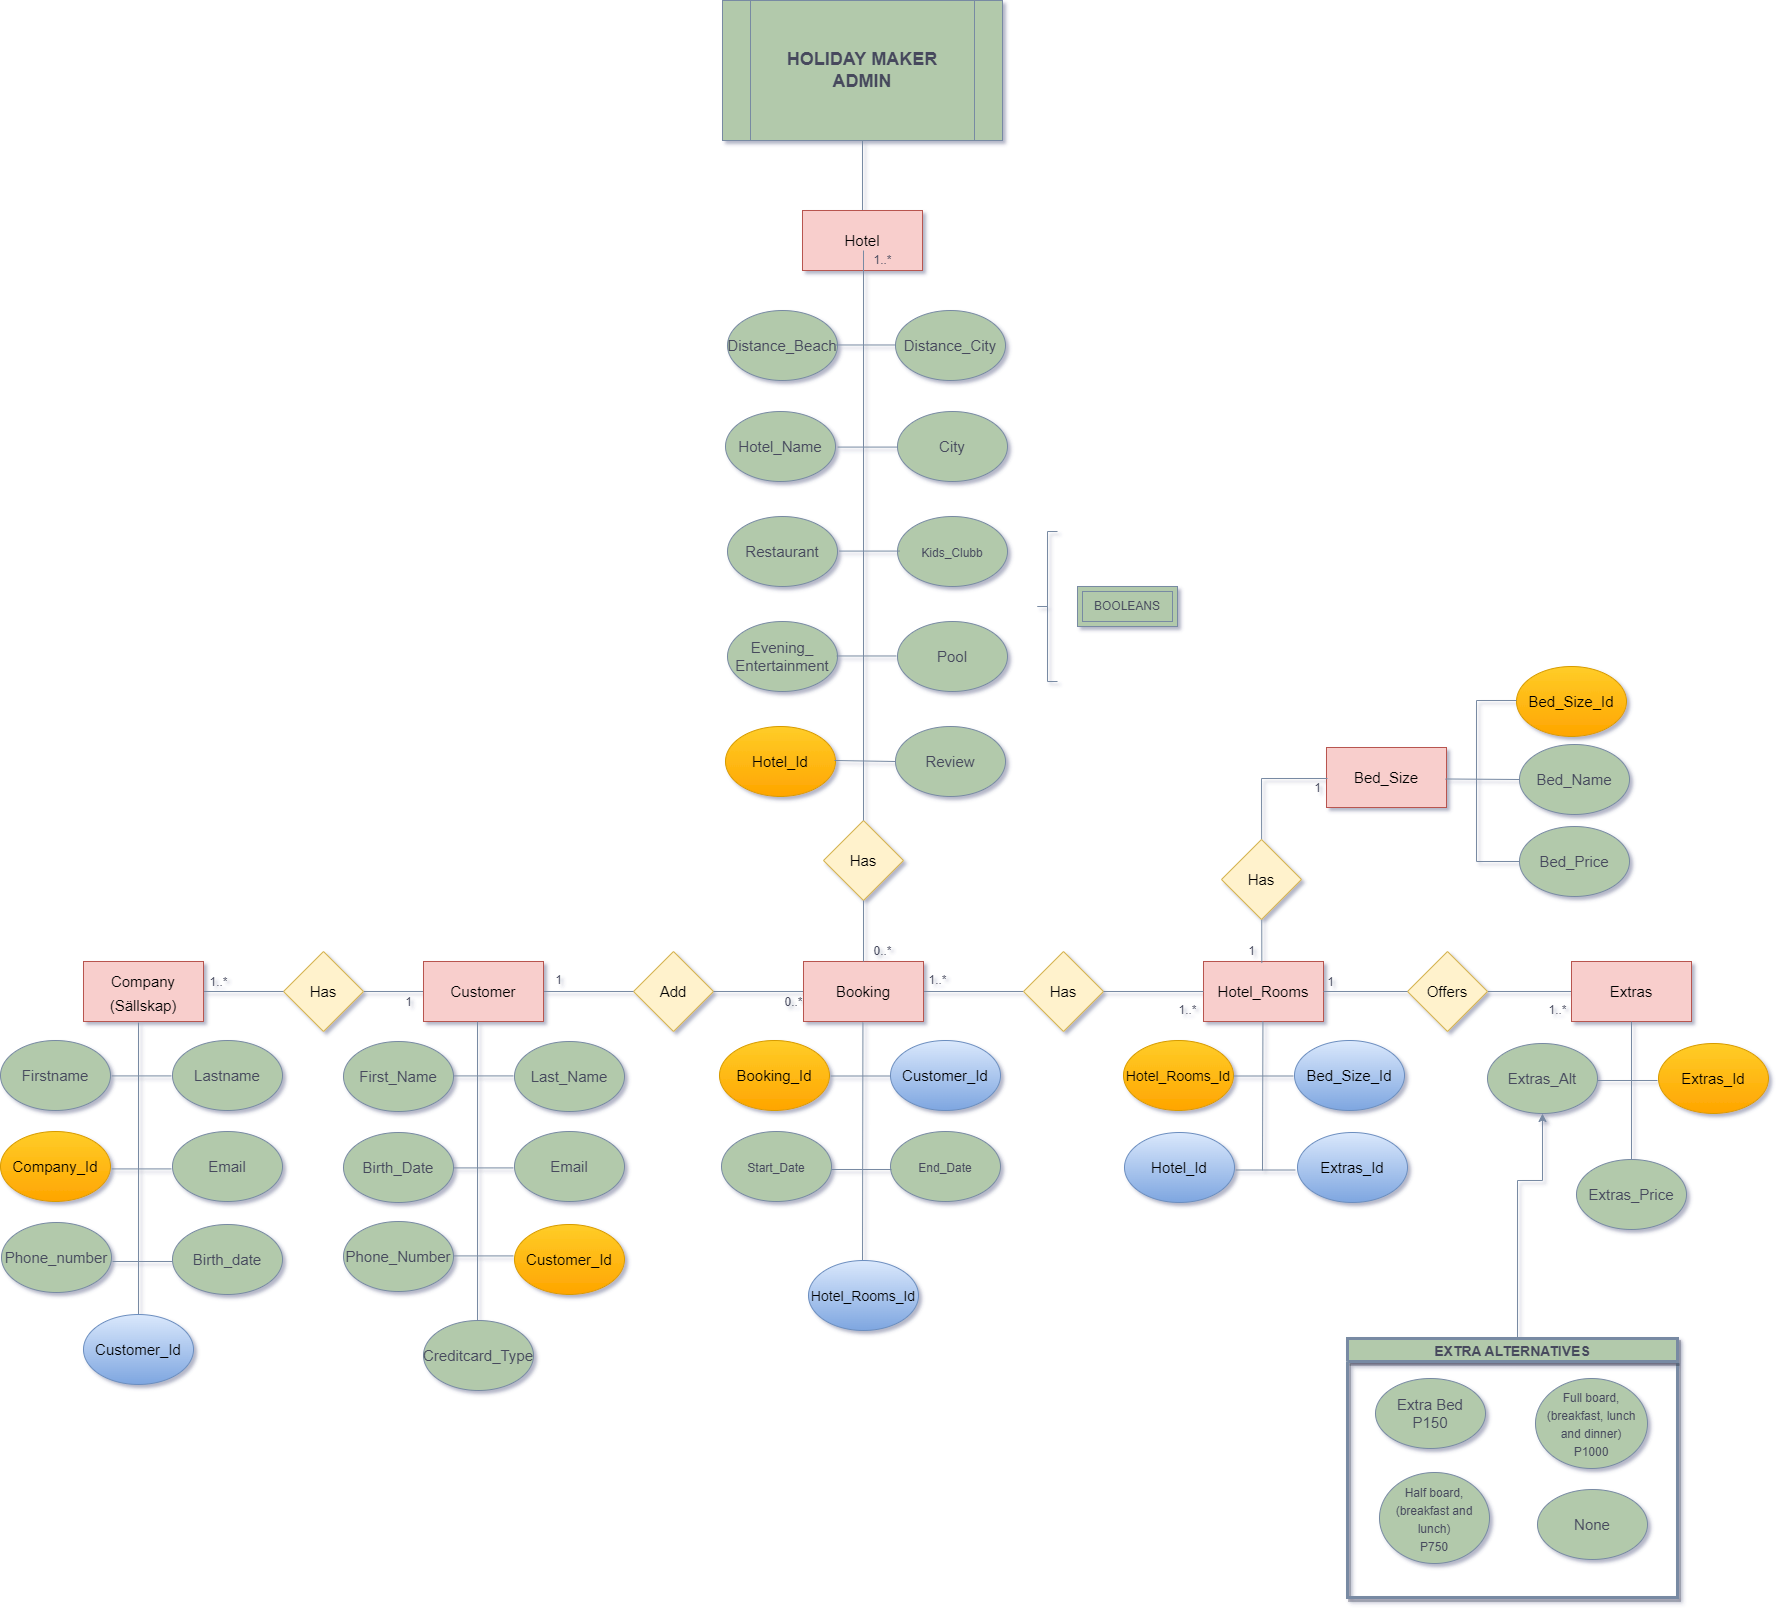 HOLIDAY MAKER
ADMIN
Hotel
1..*
Distance_Beach
Distance_City
Hotel_Name
City
Restaurant
Kids_Clubb
BOOLEANS
Evening_
Entertainment
Pool
Hotel_Id
Review
Bed_Size_Id
Bed_Size
Bed_Name
1
Bed_Price
Has
Has
0..*
1
Company
(Sällskap)
1..*
Has
1
Customer
1
Add
0..*
Booking
1..*
Has
1..*
Hotel_Rooms
1
Offers
1..*
Extras
Firstname
Lastname
First_Name
Last_Name
Booking_Id
Customer_Id
Hotel_Rooms_Id
Bed_Size_Id
Extras_Alt
Extras_Id
Company_Id
Email
Birth_Date
Email
Start_Date
End_Date
Hotel_Id
Extras_Id
Extras_Price
Phone_number
Birth_date
Phone_Number
Customer_Id
Hotel_Rooms_Id
Customer_Id
Creditcard_Type
EXTRA ALTERNATIVES
Extra Bed
P150
Full board,
(breakfast, lunch
and dinner)
P1000
Half board,
(breakfast and
lunch)
P750
None